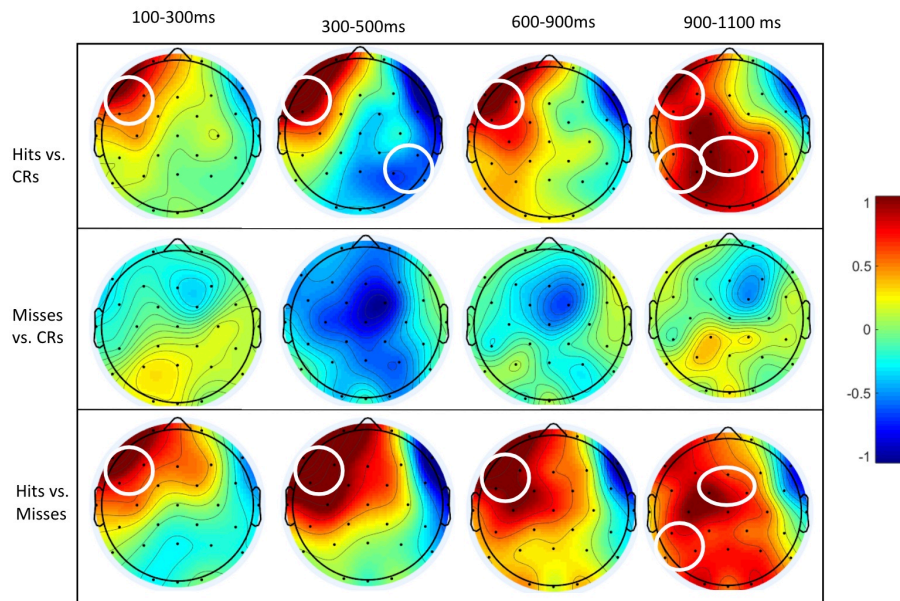 100-300ms
300-500ms
600-900ms
900-1100 ms
Hits vs.
CRs
Misses
vs. CRs
Hits vs.
Misses
1
0.5
0
-0.5
-1